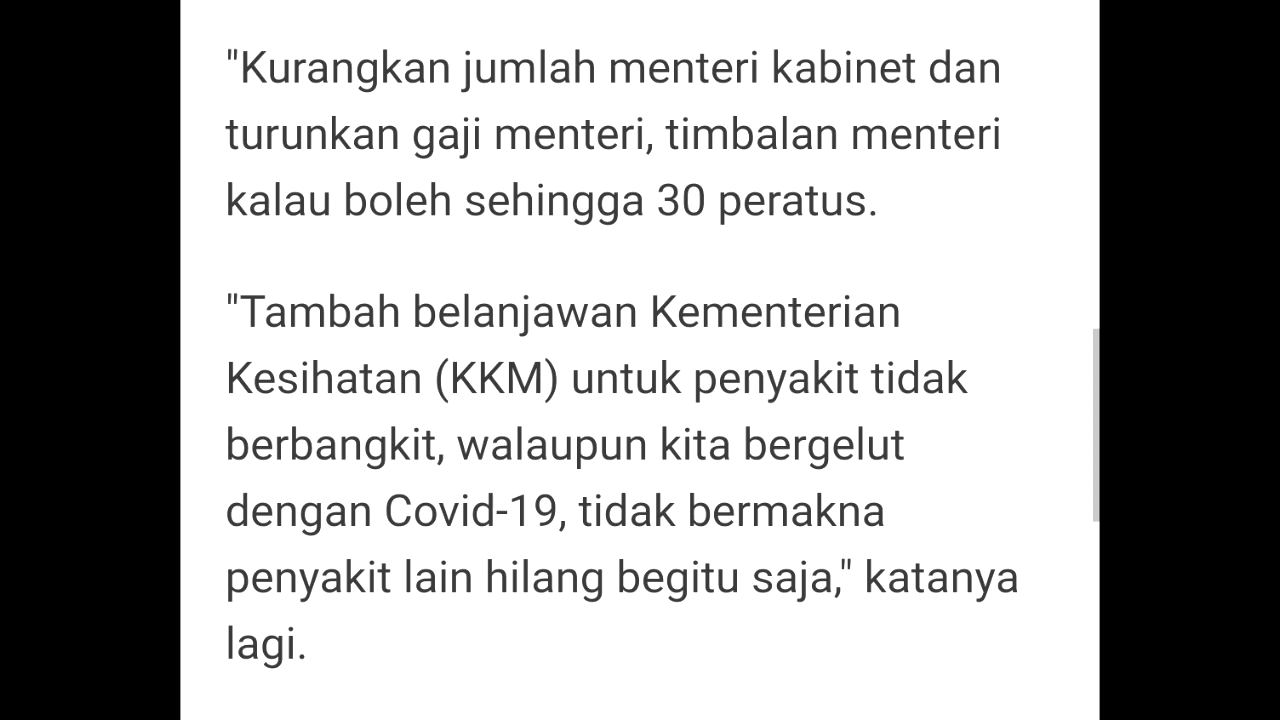 "Kurangkan jumlah menteri kabinet dan
turunkan gaji menteri, timbalan menteri
kalau boleh sehingga 30 peratus.
"Tambah belanjawan Kementerian
Kesihatan (KKM) untuk penyakit tidak
berbangkit, walaupun kita bergelut
dengan Covid-19, tidak bermakna
penyakit lain hilang begitu saja," katanya
lagi.